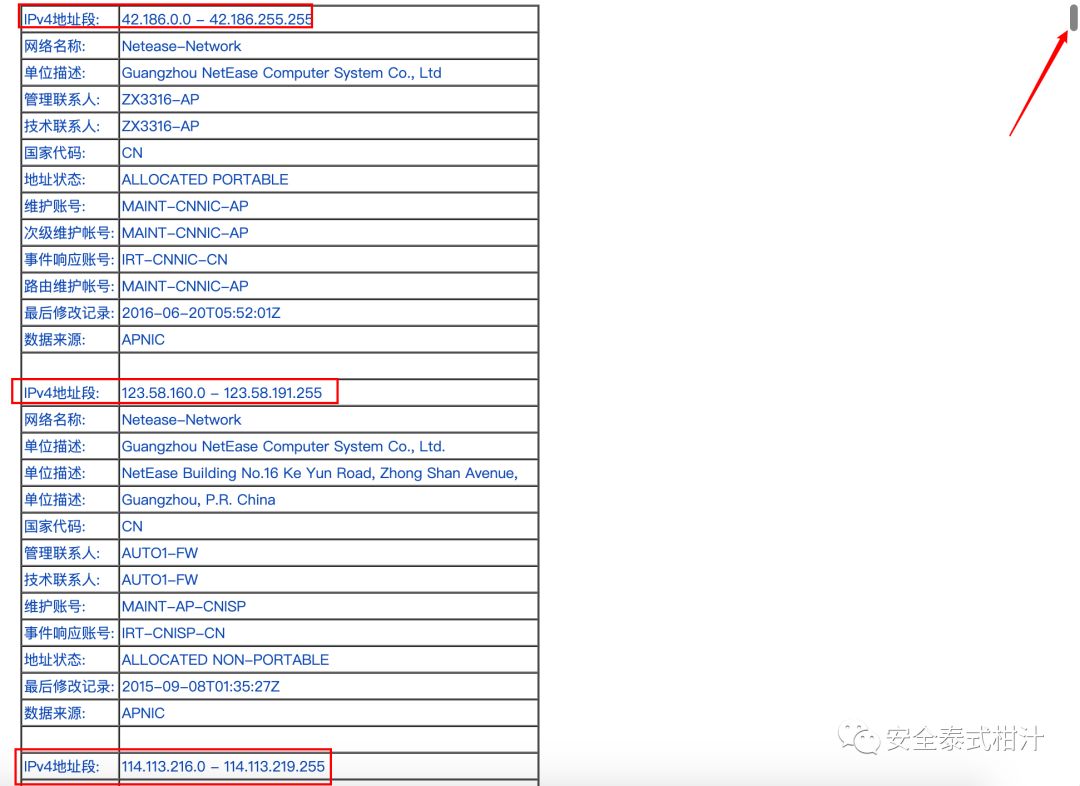 IPv4地址段: 42.186.0.0 - 42.186.255.255
网络名称: Netease-Network
单位描述: Guangzhou NetEase Computer System Co., Ltd
管理联系人: ZX3316-AP
技术联系人: ZX3316-AP
国家代码: CN
地址状态: ALLOCATED PORTABLE
维护账号: MAINT-CNNIC-AP
次级维护帐号: MAINT-CNNIC-AP
事件响应账号: IRT-CNNIC-CN
路由维护帐号: MAINT-CNNIC-AP
最后修改记录: 2016-06-20T05:52:01Z
数据来源: APNIC
IPv4地址段: 123.58.160.0 - 123.58.191.255
网络名称: Netease-Network
单位描述: Guangzhou NetEase Computer System Co., Ltd.
单位描述: NetEase Building No.16 Ke Yun Road, Zhong Shan Avenue,
单位描述: Guangzhou, P.R. China
国家代码: CN
管理联系人: AUTO1-FW
技术联系人: AUTO1-FW
维护账号: MAINT-AP-CNISP
事件响应账号: IRT-CNISP-CN
地址状态: ALLOCATED NON-PORTABLE
最后修改记录: 2015-09-08T01:35:27Z
数据来源: APNIC
IPv4地址段: 114.113.216.0 - 114.113.219.255
安全泰式柑汁